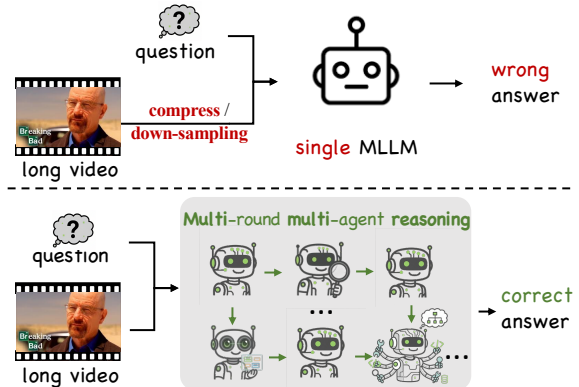 ?
question
compress /
down-sampling
Breaking
Bad
long video
single MLLM
wrong
answer
Multi-round multi-agent reasoning
?
question
Breaking
Bad
long video
...
...
correct
answer